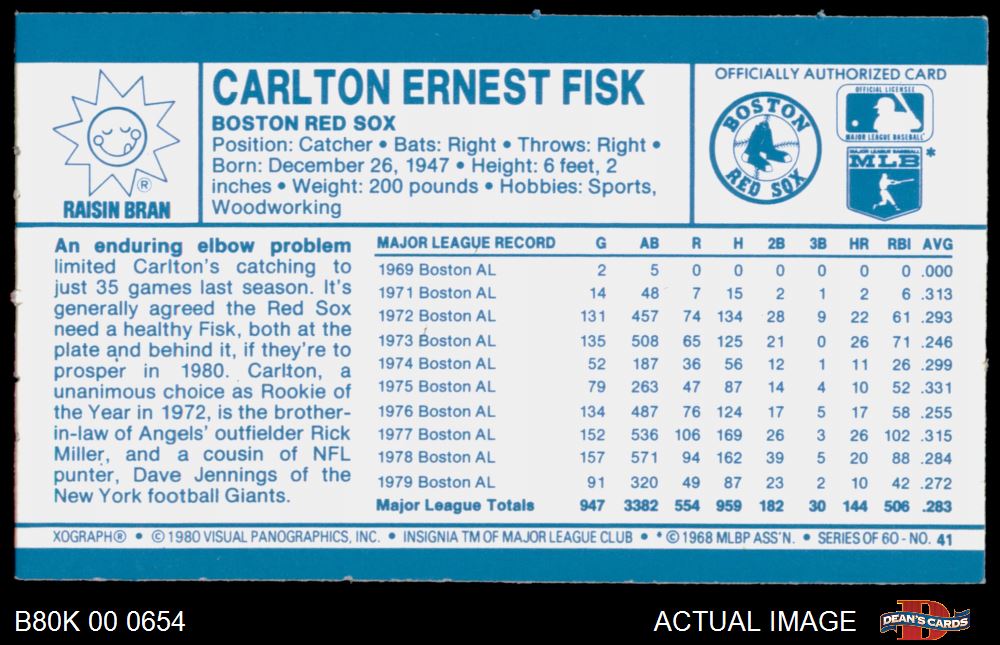 CARLTON ERNEST FISK
BOSTON RED SOX
Position: Catcher • Bats: Right • Throws: Right •
Born: December 26, 1947 • Height: 6 feet, 2
inches • Weight: 200 pounds • Hobbies: Sports,
Woodworking
®
RAISIN BRAN
OFFICIALLY AUTHORIZED CARD
BOSTON
RED SOX
OFFICIAL LICENSEE
MAJOR LEAGUE BASEBALL
MAJOR LEAGUE BASEBALL
MLB *
An enduring elbow problem
limited Carlton's catching to
just 35 games last season. It's
generally agreed the Red Sox
need a healthy Fisk, both at the
plate and behind it, if they're to
prosper in 1980. Carlton, a
unanimous choice as Rookie of
the Year in 1972, is the brother-
in-law of Angels' outfielder Rick
Miller, and a cousin of NFL
punter, Dave Jennings of the
New York football Giants.
MAJOR LEAGUE RECORD G AB R H 2B 3B HR RBI AVG
1969 Boston AL 2 5 0 0 0 0 0 0 .000
1971 Boston AL 14 48 7 15 2 1 2 6 .313
1972 Boston AL 131 457 74 134 28 9 22 61 .293
1973 Boston AL 135 508 65 125 21 0 26 71 .246
1974 Boston AL 52 187 36 56 12 1 11 26 .299
1975 Boston AL 79 263 47 87 14 4 10 52 .331
1976 Boston AL 134 487 76 124 17 5 17 58 .255
1977 Boston AL 152 536 106 169 26 3 26 102 .315
1978 Boston AL 157 571 94 162 39 5 20 88 .284
1979 Boston AL 91 320 49 87 23 2 10 42 .272
Major League Totals 947 3382 554 959 182 30 144 506 .283
XOGRAPH® • © 1980 VISUAL PANOGRAPHICS, INC. • INSIGNIA TM OF MAJOR LEAGUE CLUB • * © 1968 MLBP ASS'N. • SERIES OF 60 - NO. 41
B80K 00 0654
ACTUAL IMAGE
DEAN'S CARDS